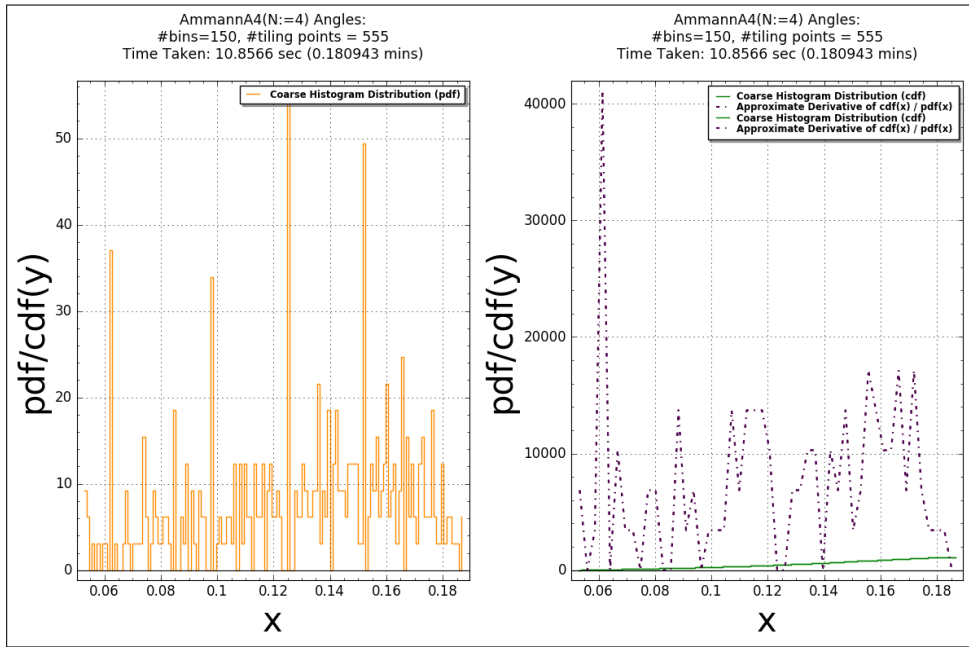 AmmannA4(N:=4) Angles:
#bins=150, #tiling points = 555
Time Taken: 10.8566 sec (0.180943 mins)
Coarse Histogram Distribution (pdf)
pdf/cdf(y)
50
40
30
20
10
0
0.06
0.08
0.1
0.12
0.14
0.16
0.18
x
AmmannA4(N:=4) Angles:
#bins=150, #tiling points = 555
Time Taken: 10.8566 sec (0.180943 mins)
Coarse Histogram Distribution (cdf)
Approximate Derivative of cdf(x) / pdf(x)
Coarse Histogram Distribution (cdf)
Approximate Derivative of cdf(x) / pdf(x)
pdf/cdf(y)
40000
30000
20000
10000
0
0.06
0.08
0.1
0.12
0.14
0.16
0.18
x